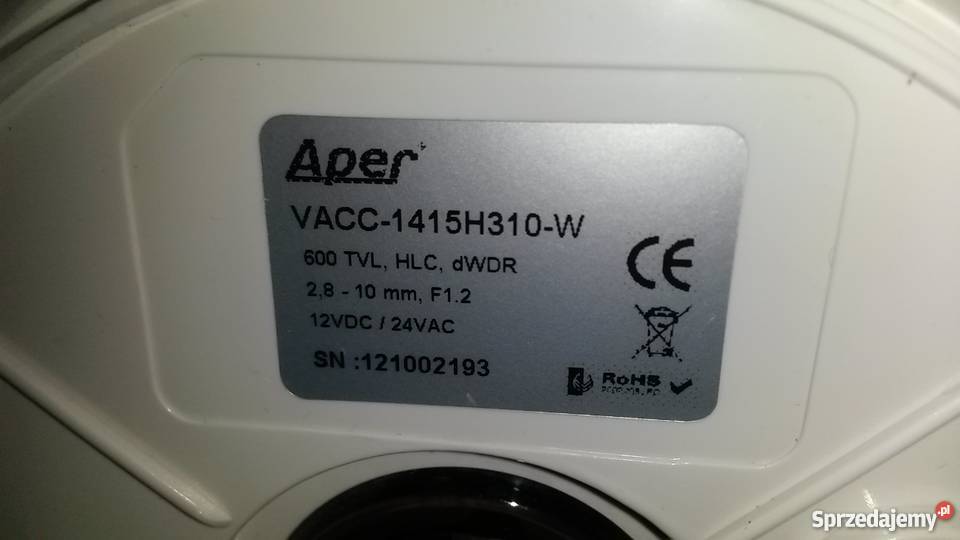 Aper
VACC-1415H310-W
600 TVL, HLC, dWDR
2,8 - 10 mm, F1.2
12VDC / 24VAC
SN :121002193
CE
RoHS
Sprzedajemy.pl